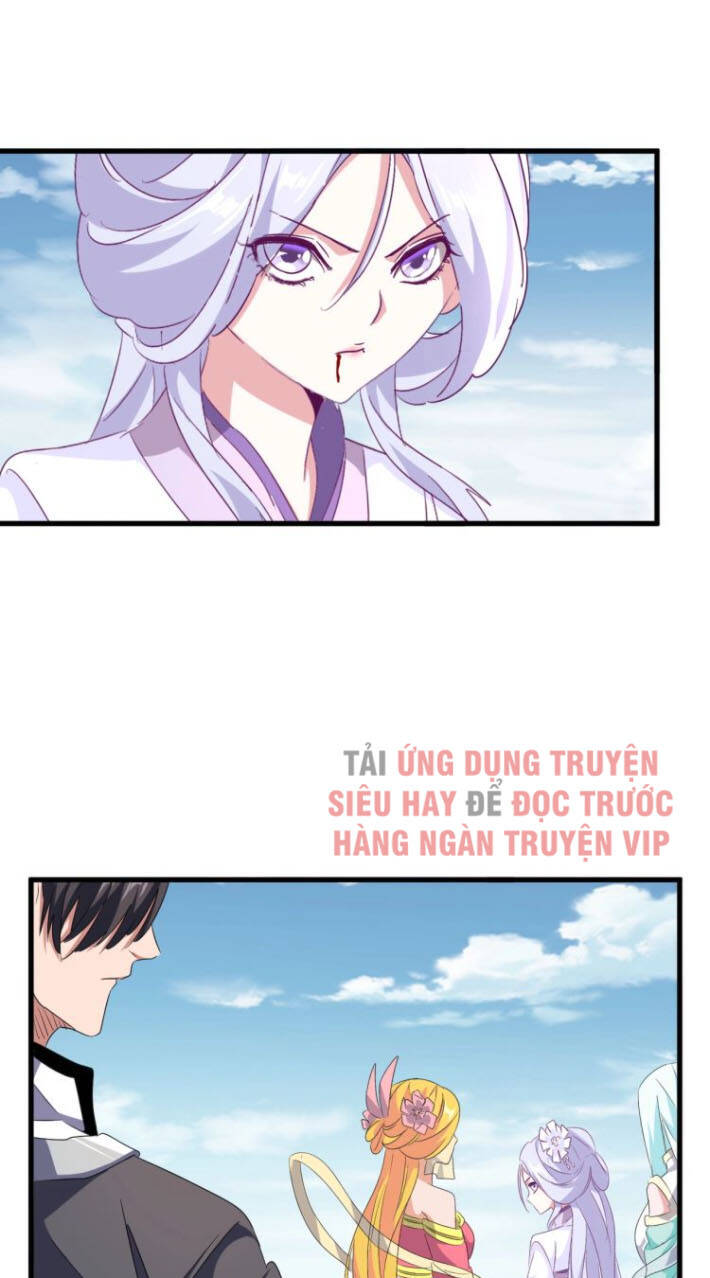 TẢI ỨNG DỤNG TRUYỆN
SIÊU HAY ĐỂ ĐỌC TRƯỚC
HÀNG NGÀN TRUYỆN VIP